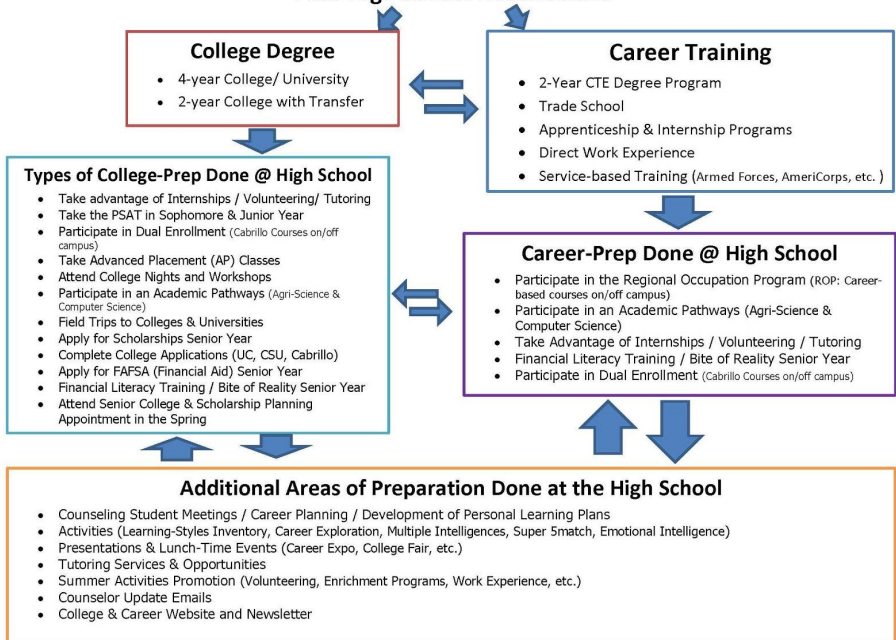 College Degree
• 4-year College/ University
• 2-year College with Transfer
Career Training
• 2-Year CTE Degree Program
• Trade School
• Apprenticeship & Internship Programs
• Direct Work Experience
• Service-based Training (Armed Forces, AmeriCorps, etc. )
Types of College-Prep Done @ High School
• Take advantage of Internships / Volunteering/ Tutoring
• Take the PSAT in Sophomore & Junior Year
• Participate in Dual Enrollment (Cabrillo Courses on/off
campus)
• Take Advanced Placement (AP) Classes
• Attend College Nights and Workshops
• Participate in an Academic Pathways (Agri-Science &
Computer Science)
• Field Trips to Colleges & Universities
• Apply for Scholarships Senior Year
• Complete College Applications (UC, CSU, Cabrillo)
• Apply for FAFSA (Financial Aid) Senior Year
• Financial Literacy Training / Bite of Reality Senior Year
• Attend Senior College & Scholarship Planning
Appointment in the Spring
Career-Prep Done @ High School
• Participate in the Regional Occupation Program (ROP: Career-
based courses on/off campus)
• Participate in an Academic Pathways (Agri-Science &
Computer Science)
• Take Advantage of Internships / Volunteering / Tutoring
• Financial Literacy Training / Bite of Reality Senior Year
• Participate in Dual Enrollment (Cabrillo Courses on/off campus)
Additional Areas of Preparation Done at the High School
• Counseling Student Meetings / Career Planning / Development of Personal Learning Plans
• Activities (Learning-Styles Inventory, Career Exploration, Multiple Intelligences, Super 5match, Emotional Intelligence)
• Presentations & Lunch-Time Events (Career Expo, College Fair, etc.)
• Tutoring Services & Opportunities
• Summer Activities Promotion (Volunteering, Enrichment Programs, Work Experience, etc.)
• Counselor Update Emails
• College & Career Website and Newsletter